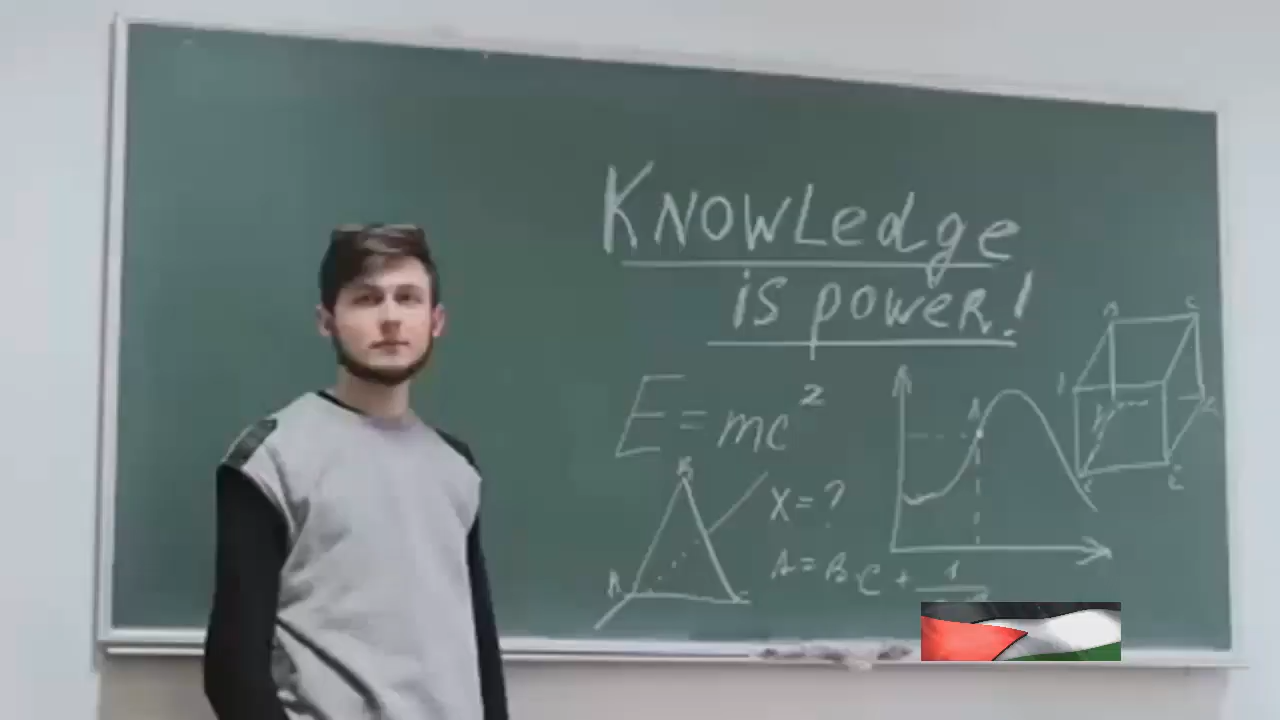 Knowledge
is power!
E = mc²
B
X = ?
A = B C +
A